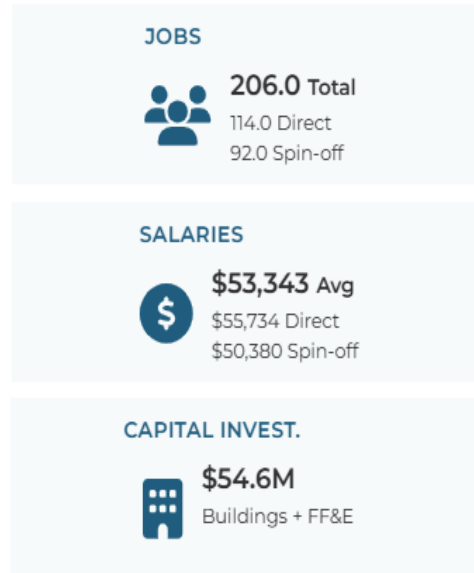 JOBS
206.0 Total
114.0 Direct
92.0 Spin-off
SALARIES
$
$53,343 Avg
$55,734 Direct
$50,380 Spin-off
CAPITAL INVEST.
$54.6M
Buildings + FF&E